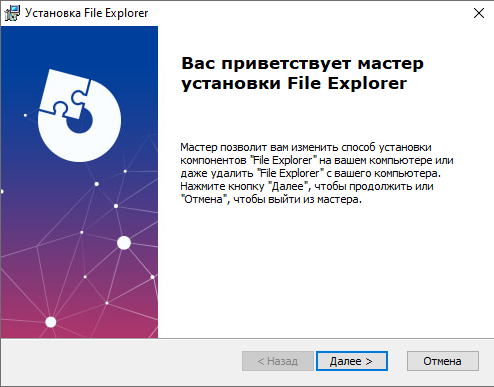 Установка File Explorer
Вас приветствует мастер
установки File Explorer
Мастер позволит вам изменить способ установки
компонентов "File Explorer" на вашем компьютере или
даже удалить "File Explorer" с вашего компьютера.
Нажмите кнопку "Далее", чтобы продолжить или
"Отмена", чтобы выйти из мастера.
< Назад
Далее >
Отмена